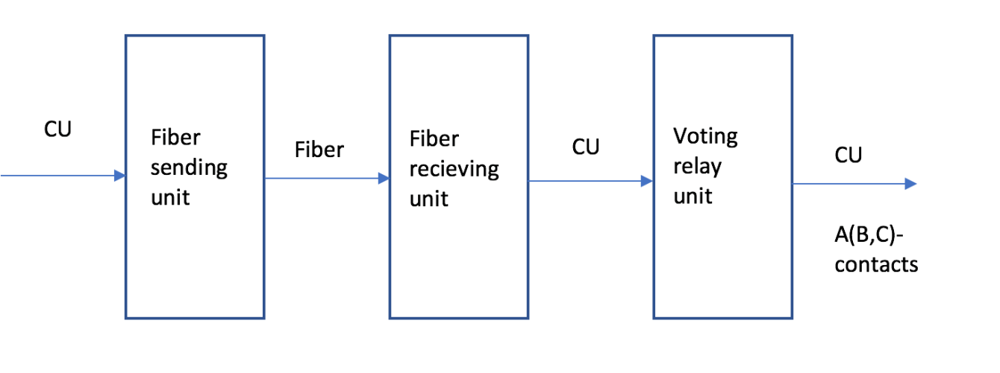 CU
Fiber
sending
unit
Fiber
Fiber
recieving
unit
CU
Voting
relay
unit
CU
A(B,C)-
contacts